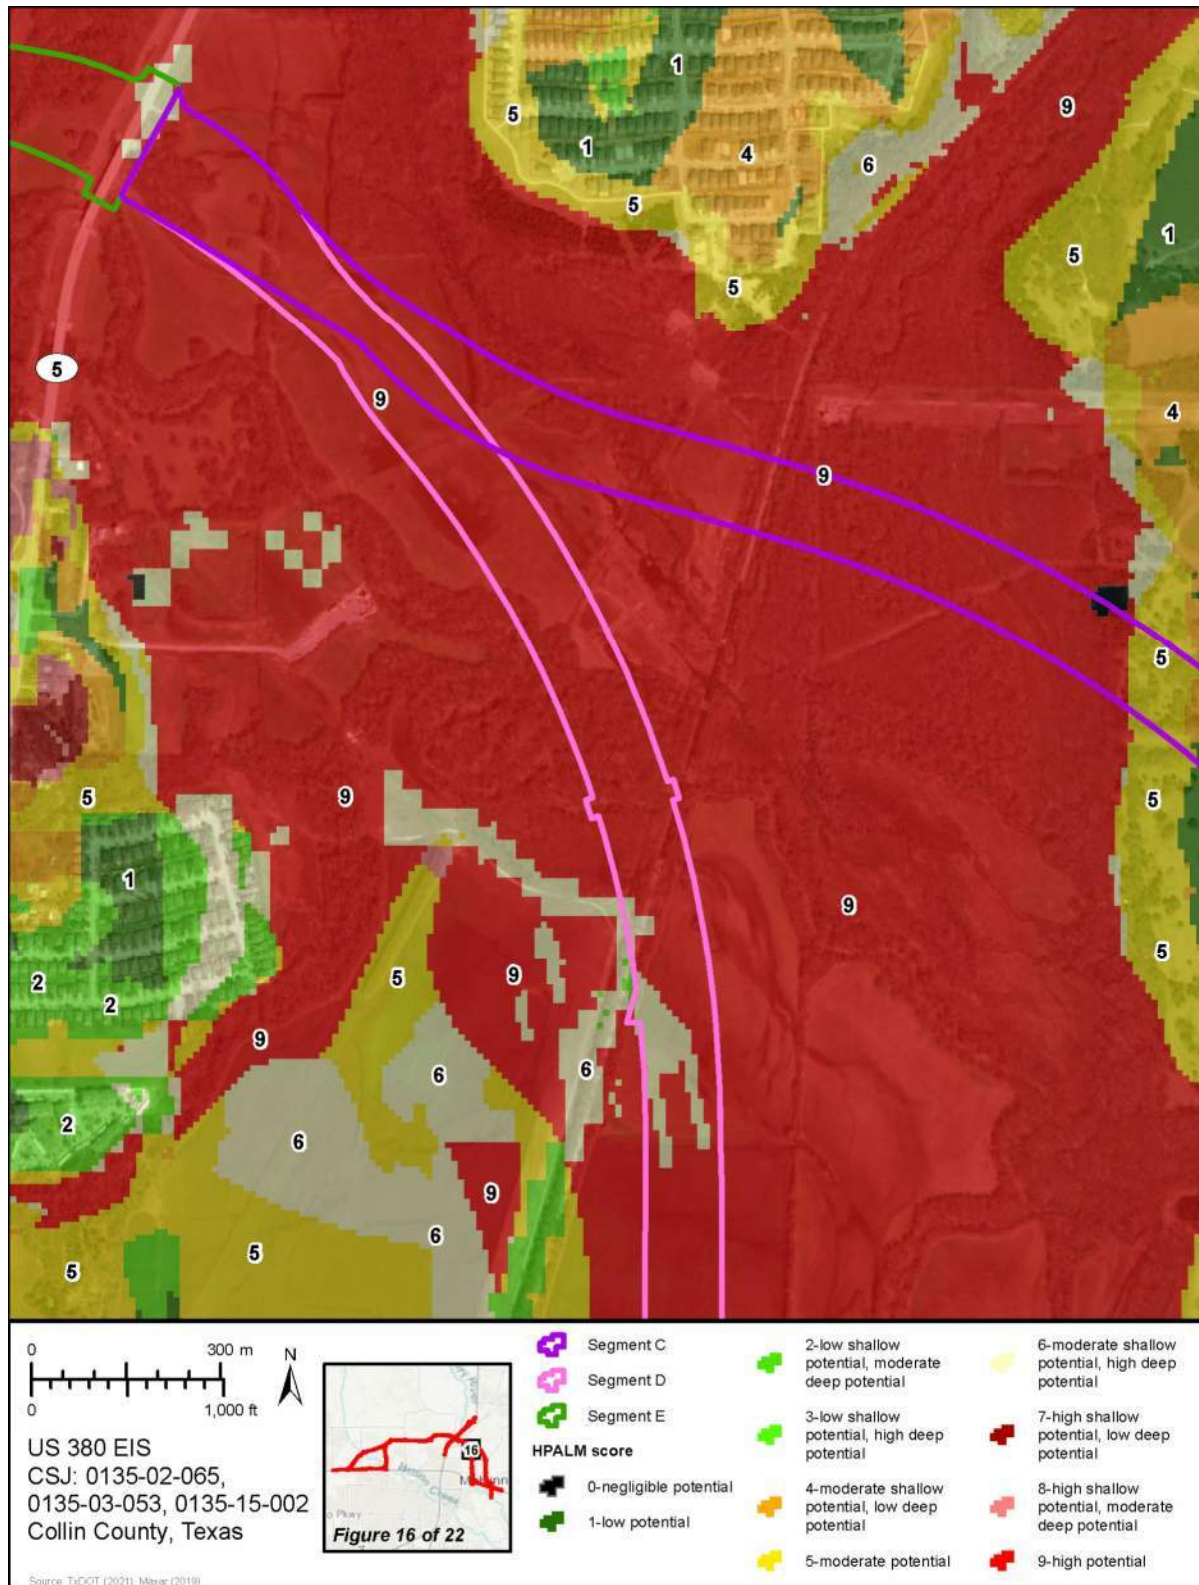 1
5
9
1
4
6
5
1
5
5
5
9
4
9
5
5
9
5
1
9
5
9
2
5
2
9
6
6
2
6
9
6
5
5
0 300 m
0 1,000 ft
N
US 380 EIS
CSJ: 0135-02-065,
0135-03-053, 0135-15-002
Collin County, Texas
Source: TxDOT (2021); Maxar (2019)
16
o Pkwy
Figure 16 of 22
Segment C
Segment D
Segment E
HPALM score
0-negligible potential
1-low potential
2-low shallow
potential, moderate
deep potential
3-low shallow
potential, high deep
potential
4-moderate shallow
potential, low deep
potential
5-moderate potential
6-moderate shallow
potential, high deep
potential
7-high shallow
potential, low deep
potential
8-high shallow
potential, moderate
deep potential
9-high potential